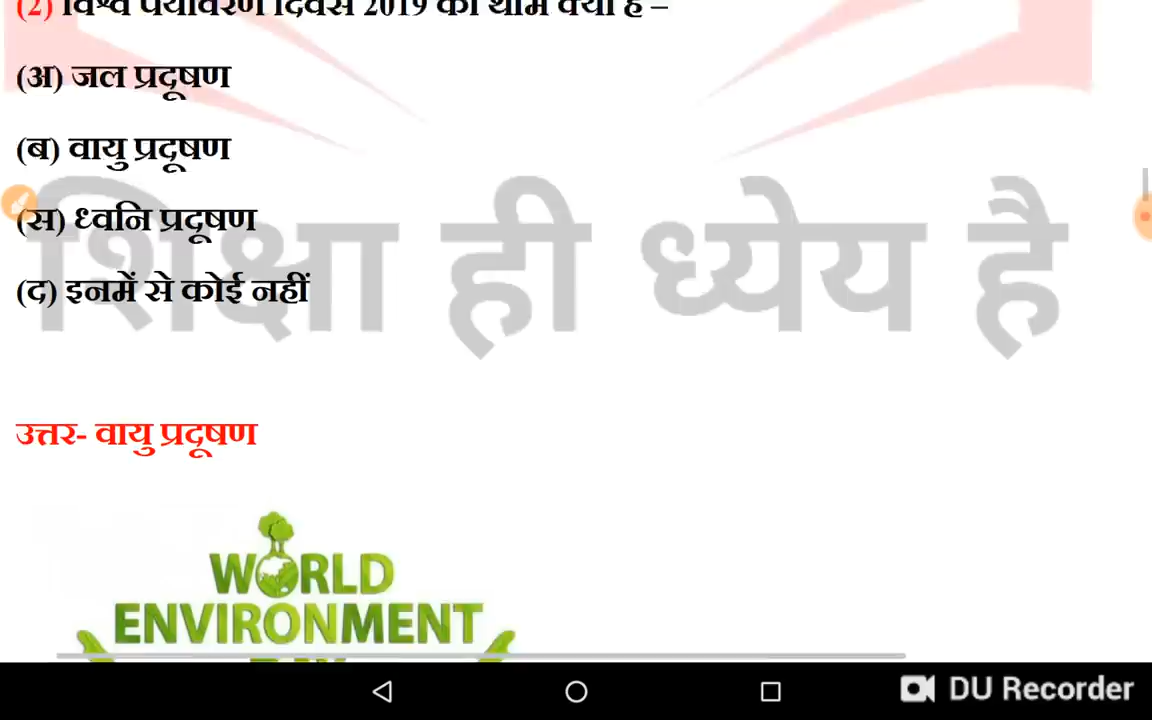 (2) विश्व पर्यावरण दिवस 2019 की थीम क्या है –
(अ) जल प्रदूषण
(ब) वायु प्रदूषण
(स) ध्वनि प्रदूषण
(द) इनमें से कोई नहीं
शिक्षा ही ध्येय है
उत्तर- वायु प्रदूषण
WORLD
ENVIRONMENT
DU Recorder